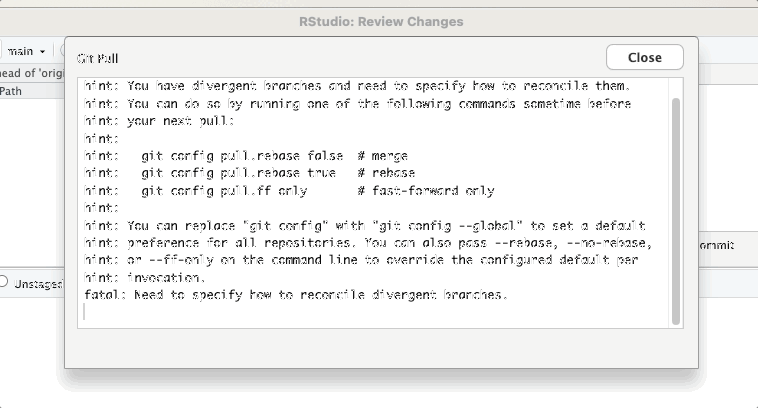 RStudio: Review Changes
main
Git Pull
Close
ead of 'origi
Path
hint: You have divergent branches and need to specify how to reconcile them.
hint: You can do so by running one of the following commands sometime before
hint: your next pull:
hint:
hint:   git config pull.rebase false  # merge
hint:   git config pull.rebase true   # rebase
hint:   git config pull.ff only       # fast-forward only
hint:
hint: You can replace "git config" with "git config --global" to set a default
hint: preference for all repositories. You can also pass --rebase, --no-rebase,
hint: or --ff-only on the command line to override the configured default per
hint: invocation.
fatal: Need to specify how to reconcile divergent branches.
ommit
Unstaged